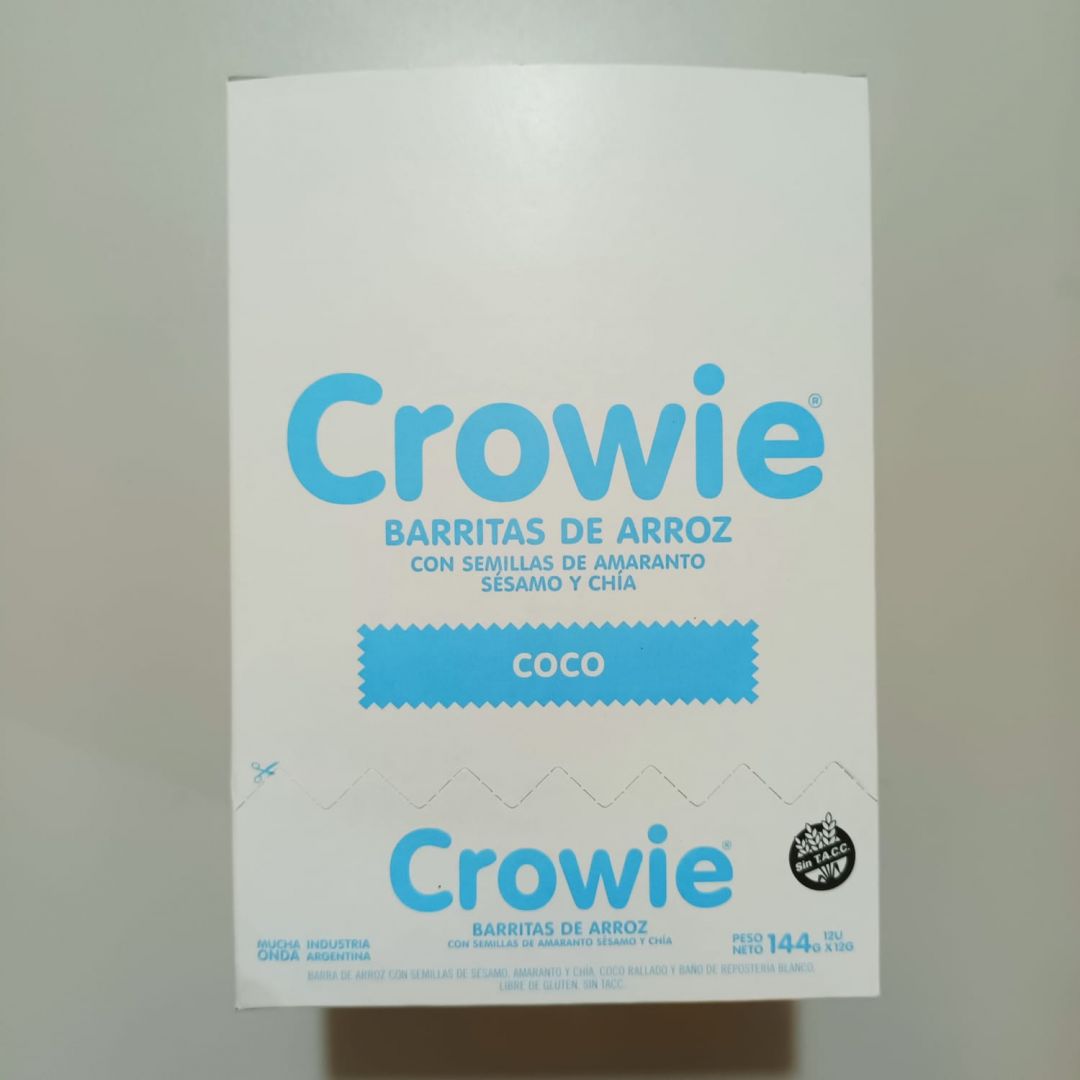 Crowie®
BARRITAS DE ARROZ
CON SEMILLAS DE AMARANTO
SÉSAMO Y CHÍA
COCO
Crowie®
Sin T.A.C.C.
BARRITAS DE ARROZ
CON SEMILLAS DE AMARANTO SÉSAMO Y CHÍA
MUCHA ONDA
INDUSTRIA ARGENTINA
PESO NETO 144G 12U X 12G
BARRA DE ARROZ CON SEMILLAS DE SÉSAMO, AMARANTO Y CHÍA, COCO RALLADO Y BAÑO DE REPOSTERÍA BLANCO.
LIBRE DE GLUTEN. SIN TACC.